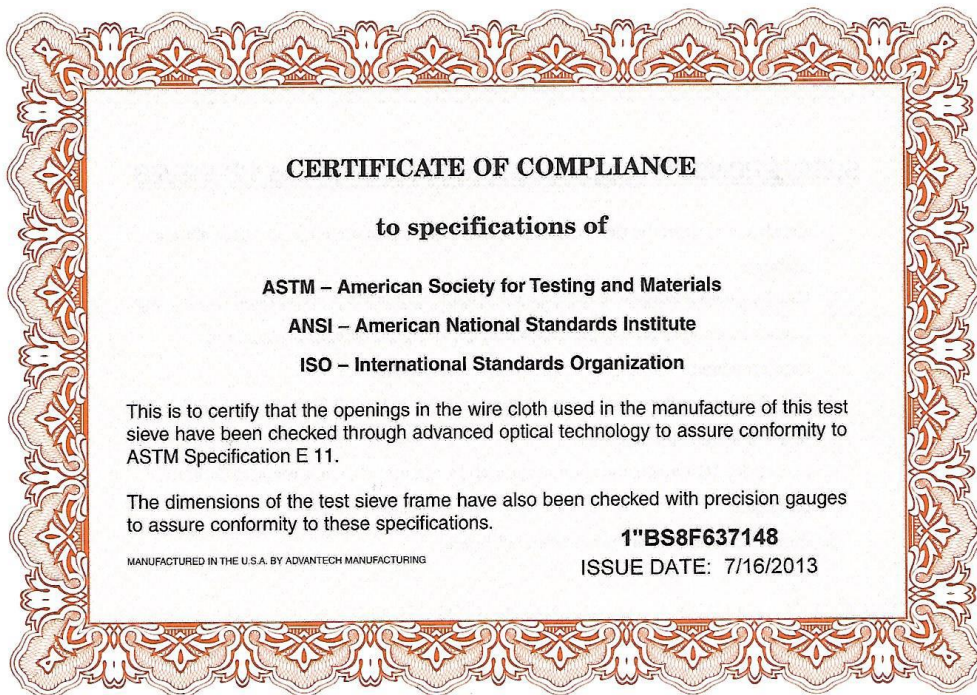 CERTIFICATE OF COMPLIANCE
to specifications of
ASTM – American Society for Testing and Materials
ANSI – American National Standards Institute
ISO – International Standards Organization
This is to certify that the openings in the wire cloth used in the manufacture of this test
sieve have been checked through advanced optical technology to assure conformity to
ASTM Specification E 11.
The dimensions of the test sieve frame have also been checked with precision gauges
to assure conformity to these specifications.
1"BS8F637148
MANUFACTURED IN THE U.S.A. BY ADVANTECH MANUFACTURING
ISSUE DATE: 7/16/2013